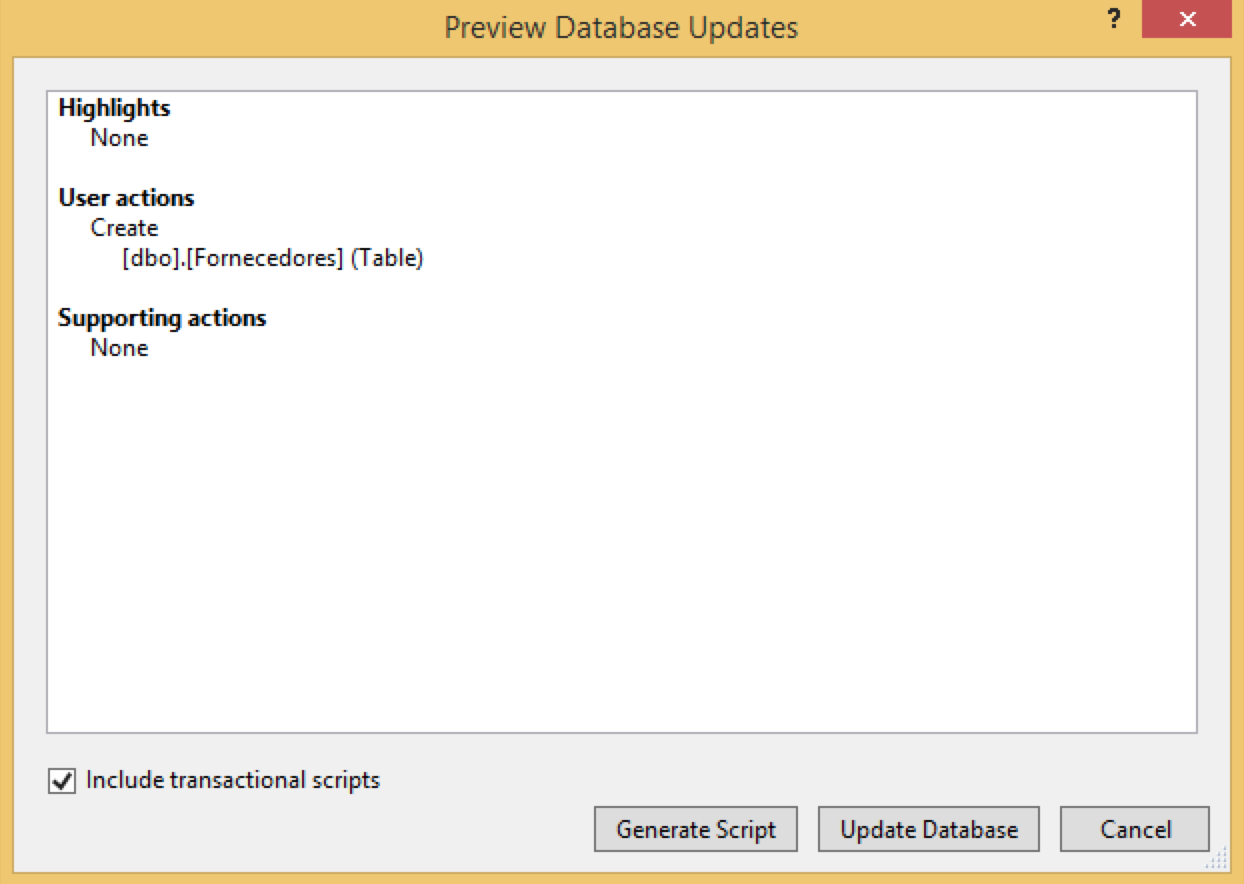 Preview Database Updates
?
Highlights
None
User actions
Create
[dbo].[Fornecedores] (Table)
Supporting actions
None
Include transactional scripts
Generate Script
Update Database
Cancel